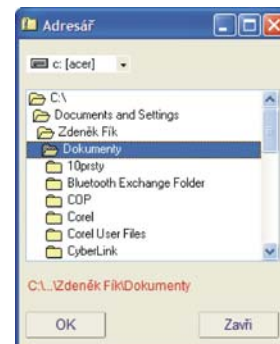 Adresář
c: [acer]
C:\
Documents and Settings
Zdeněk Fík
Dokumenty
10prsty
Bluetooth Exchange Folder
COP
Corel
Corel User Files
CyberLink
C:\...\Zdeněk Fík\Dokumenty
OK Zavři